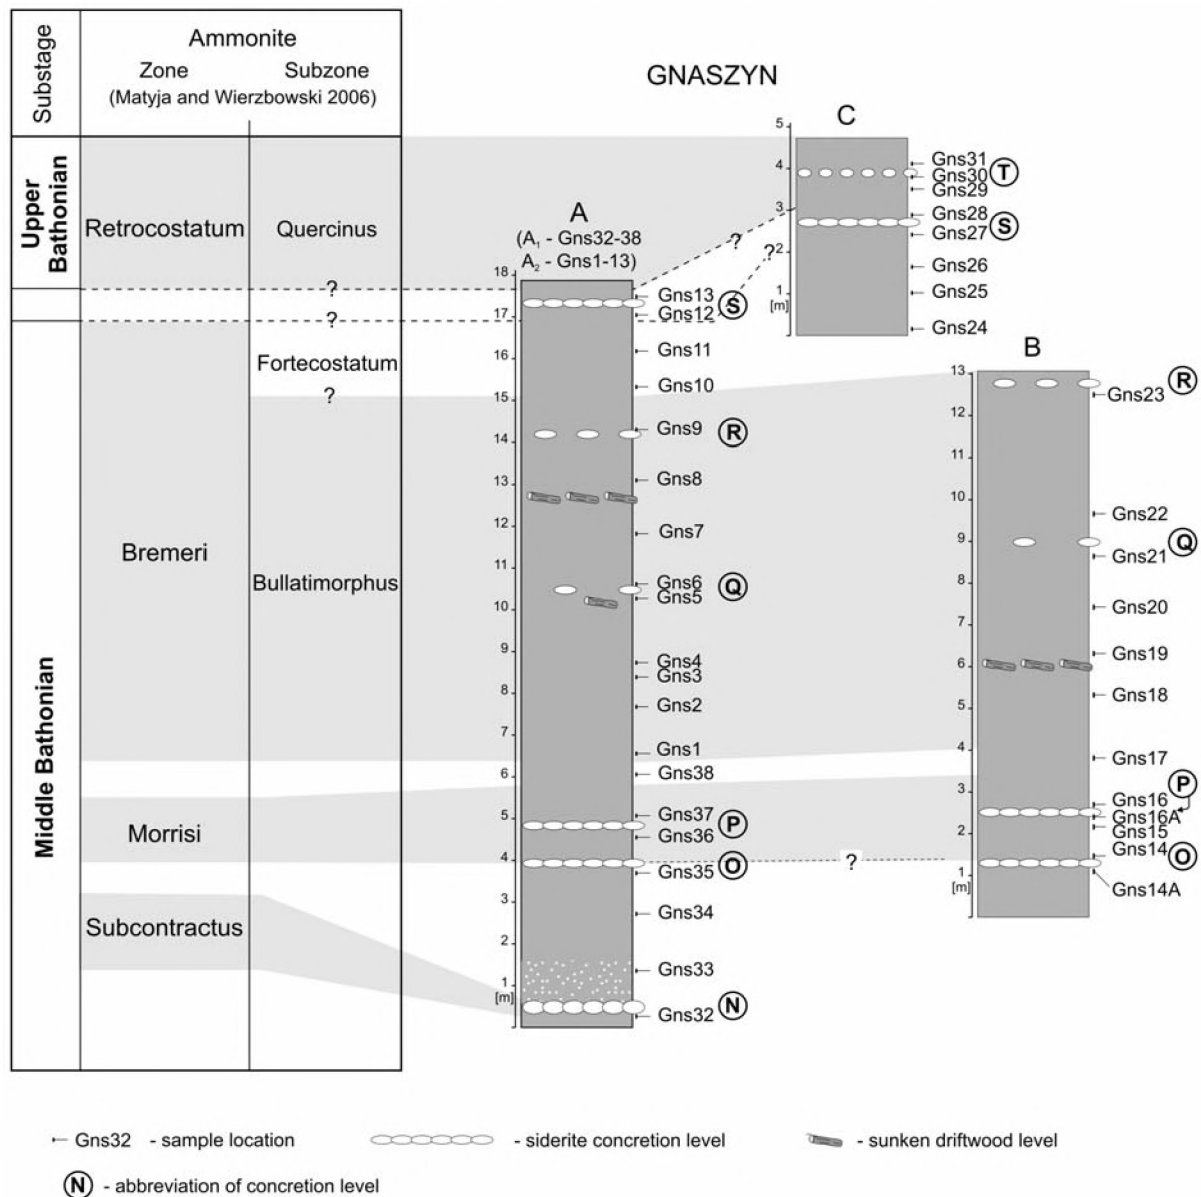 Substage
Ammonite
Zone
Subzone
(Matyja and Wierzbowski 2006)
Upper
Bathonian
Retrocostatum
Quercinus
?
?
Fortecostatum
?
Bremeri
Bullatimorphus
Middle Bathonian
Morrisi
Subcontractus
GNASZYN
A
(A₁ - Gns32-38
A₂ - Gns1-13)
18
17
16
15
14
13
12
11
10
9
8
7
6
5
4
3
2
1
[m]
Gns13
S
Gns12
Gns11
Gns10
Gns9
R
Gns8
Gns7
Gns6
Q
Gns5
Gns4
Gns3
Gns2
Gns1
Gns38
Gns37
P
Gns36
O
Gns35
Gns34
Gns33
Gns32
N
?
?
?
C
5
4
3
2
1
[m]
Gns31
Gns30
T
Gns29
Gns28
S
Gns27
Gns26
Gns25
Gns24
B
13
12
11
10
9
8
7
6
5
4
3
2
1
[m]
R
Gns23
Gns22
Q
Gns21
Gns20
Gns19
Gns18
Gns17
P
Gns16
Gns16A
Gns15
Gns14
O
Gns14A
Gns32 - sample location
- siderite concretion level
- sunken driftwood level
N - abbreviation of concretion level